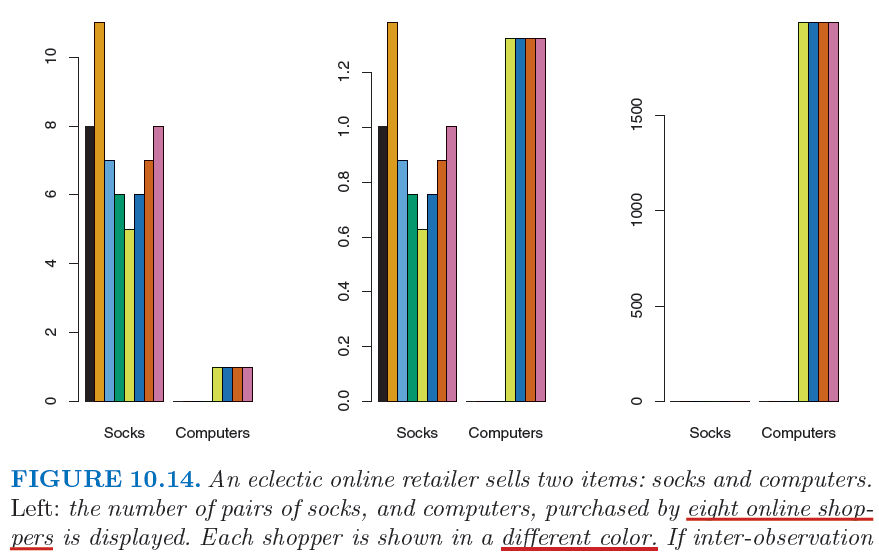 10
8
6
4
2
0
Socks Computers
1.2
1.0
0.8
0.6
0.4
0.2
0.0
Socks Computers
1500
1000
500
0
Socks Computers
FIGURE 10.14. An eclectic online retailer sells two items: socks and computers.
Left: the number of pairs of socks, and computers, purchased by eight online shop-
pers is displayed. Each shopper is shown in a different color. If inter-observation